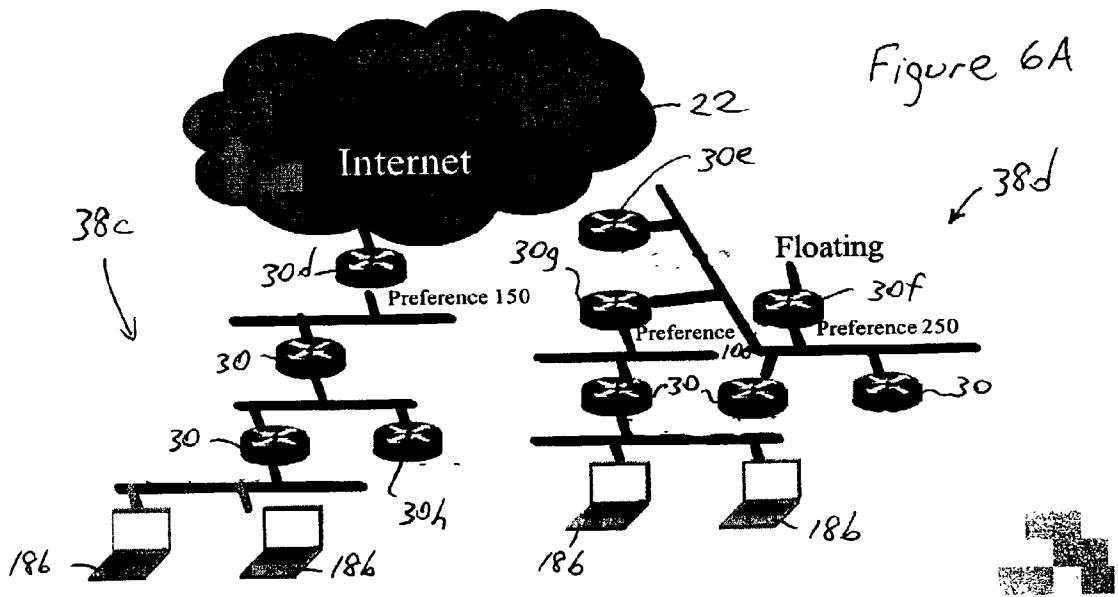 Figure 6A
22
Internet
30e
38d
38c
30g
Floating
30d
30f
Preference 150
Preference 100
Preference 250
30
30
30
30
30h
18b
18b
18b
18b